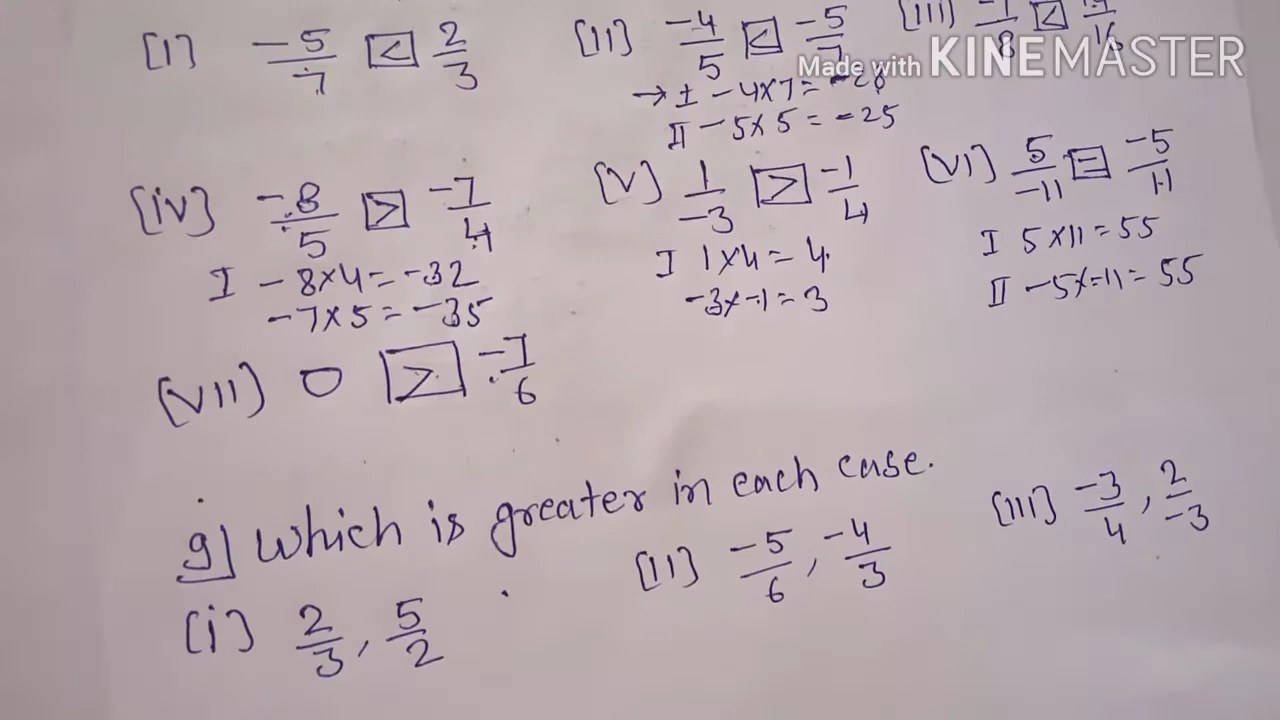 (i) -5/7 [<] 2/3 (ii) -4/5 [<] -5/7 (iii)
Made with KINEMASTER
→ I -4×7 = -28
II -5×5 = -25
(iv) -8/5 [>] -7/4 (v) 1/-3 [>] -1/4 (vi) 5/-11 [=] -5/11
I -8×4 = -32 I 1×4 = 4 I 5×11 = 55
-7×5 = -35 -3×-1 = 3 II -5×-11 = 55
(vii) 0 [>] -7/6
9] Which is greater in each case.
(i) 2/3, 5/2 (ii) -5/6, -4/3 (iii) -3/4, 2/-3